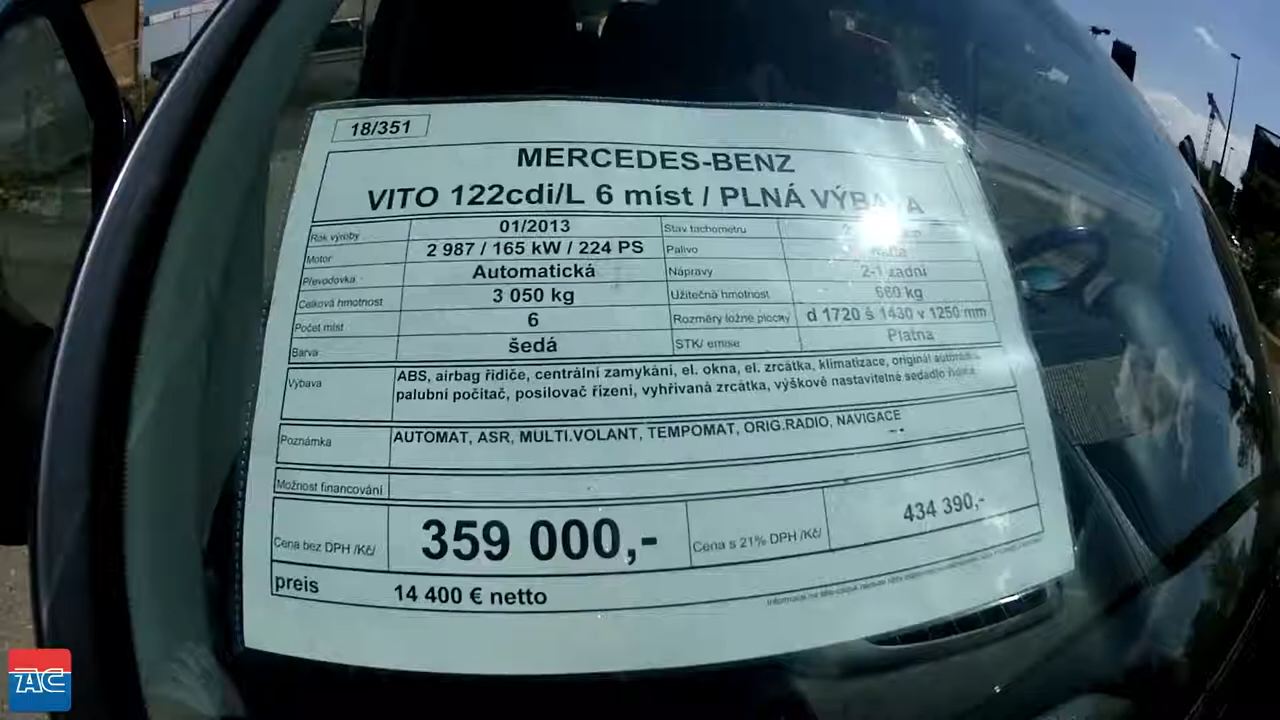 18/351
MERCEDES-BENZ
VITO 122cdi/L 6 míst / PLNÁ VÝBAVA
Rok výroby 01/2013 Stav tachometru
Motor 2 987 / 165 kW / 224 PS Palivo
Převodovka Automatická Nápravy 2-1 zadní
Celková hmotnost 3 050 kg Užitečná hmotnost 660 kg
Počet míst 6 Rozměry ložné plochy d 1720 š 1430 v 1250 mm
Barva šedá STK/ emise Platná
Výbava ABS, airbag řidiče, centrální zamykání, el. okna, el. zrcátka, klimatizace, originál
palubní počítač, posilovač řízení, vyhřívaná zrcátka, výškově nastavitelné sedadlo
Poznámka AUTOMAT, ASR, MULTI.VOLANT, TEMPOMAT, ORIG.RADIO, NAVIGACE
Možnost financování
Cena bez DPH /Kč/ 359 000,- Cena s 21% DPH /Kč/ 434 390,-
preis 14 400 € netto
AC